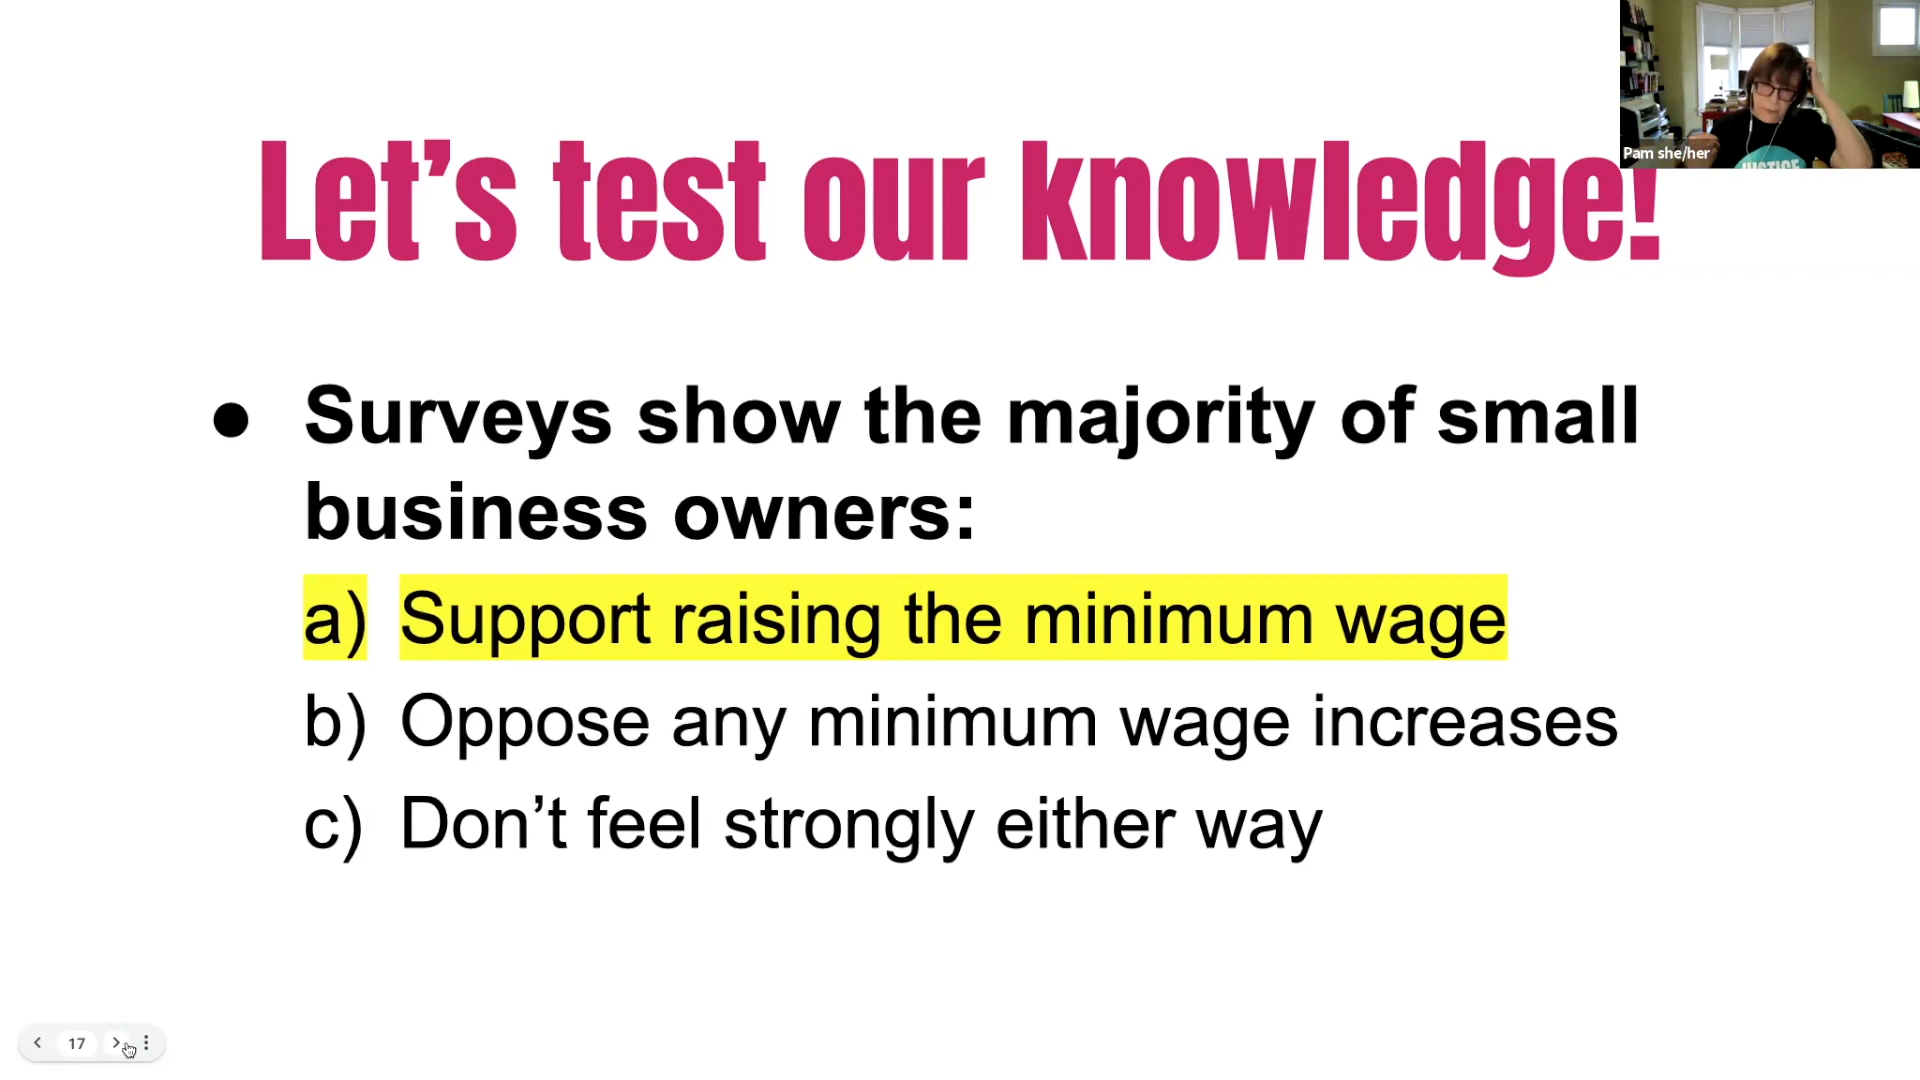 Let’s test our knowledge!
Pam she/her
JUSTICE
● Surveys show the majority of small
business owners:
a) Support raising the minimum wage
b) Oppose any minimum wage increases
c) Don’t feel strongly either way
17